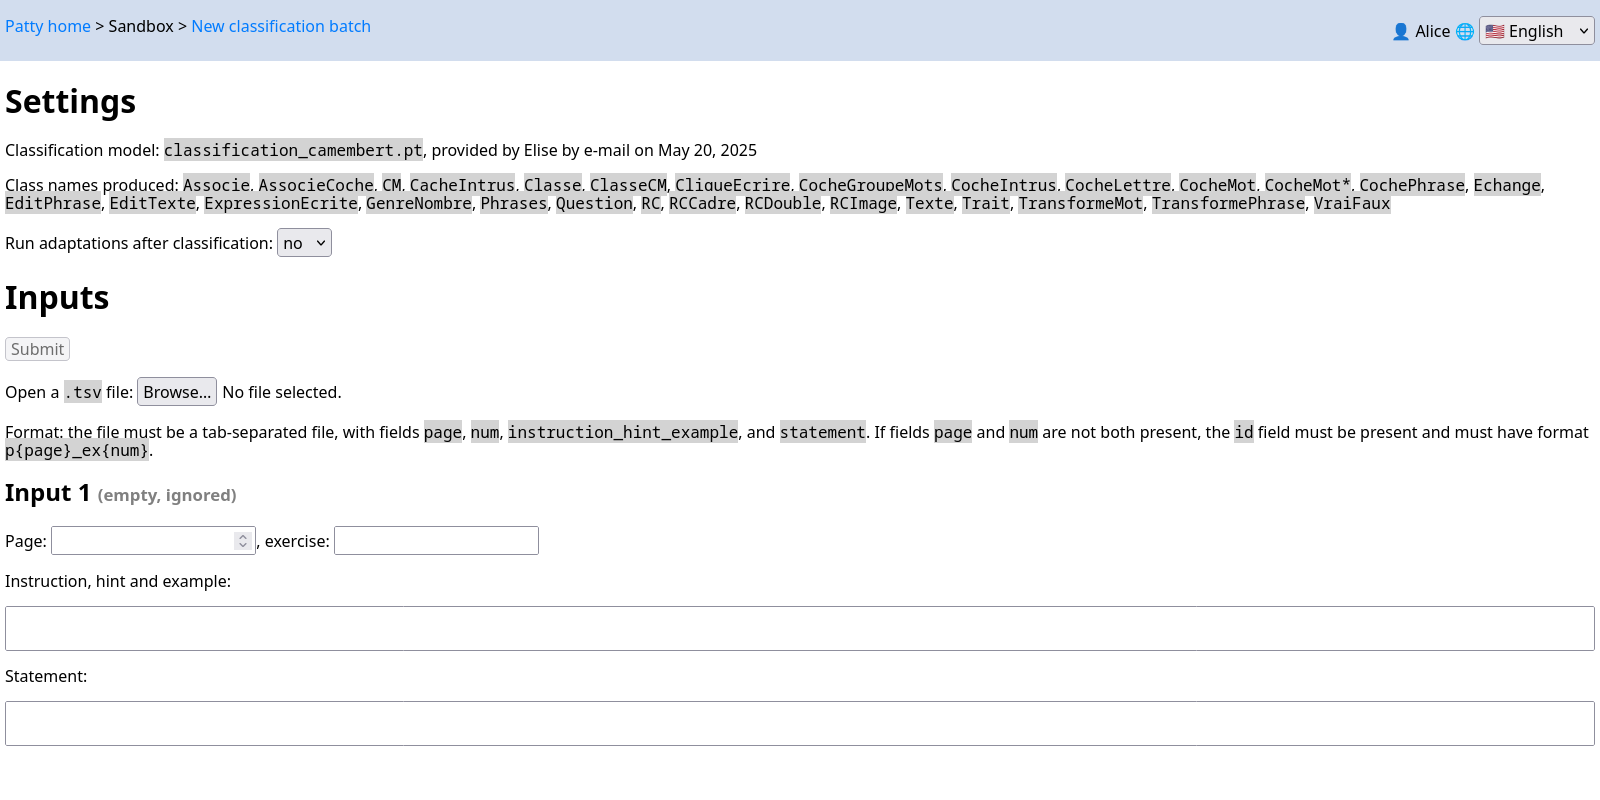 Patty home > Sandbox > New classification batch
👤 Alice 🌐 🇺🇸 English
Settings
Classification model: classification_camembert.pt, provided by Elise by e-mail on May 20, 2025
Class names produced: Associe, AssocieCoche, CM, CacheIntrus, Classe, ClasseCM, CliqueEcrire, CocheGroupeMots, CocheIntrus, CocheLettre, CocheMot, CocheMot*, CochePhrase, Echange,
EditPhrase, EditTexte, ExpressionEcrite, GenreNombre, Phrases, Question, RC, RCCadre, RCDouble, RCImage, Texte, Trait, TransformeMot, TransformePhrase, VraiFaux
Run adaptations after classification: no
Inputs
Submit
Open a .tsv file: Browse... No file selected.
Format: the file must be a tab-separated file, with fields page, num, instruction_hint_example, and statement. If fields page and num are not both present, the id field must be present and must have format
p{page}_ex{num}.
Input 1 (empty, ignored)
Page: , exercise:
Instruction, hint and example:
Statement: